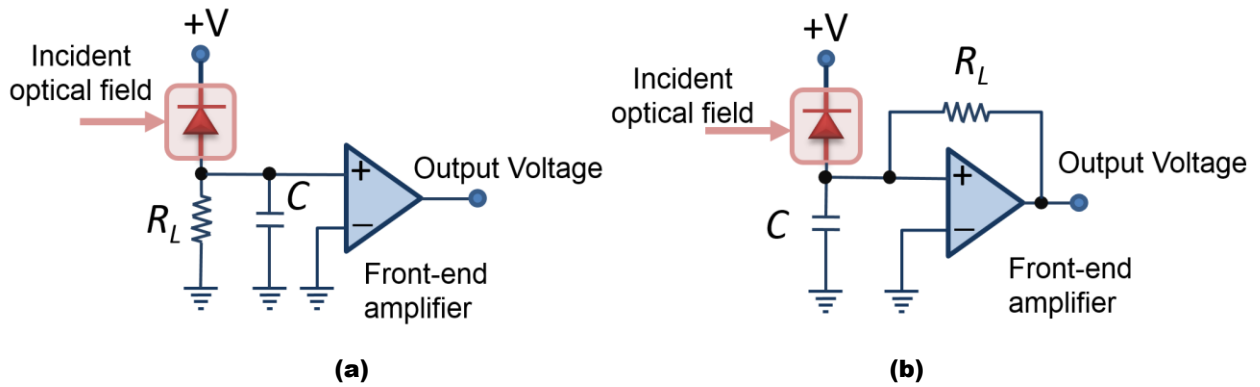 +V
Incident
optical field
R_L
C
+
−
Output Voltage
Front-end
amplifier
(a)
+V
Incident
optical field
R_L
C
+
−
Output Voltage
Front-end
amplifier
(b)